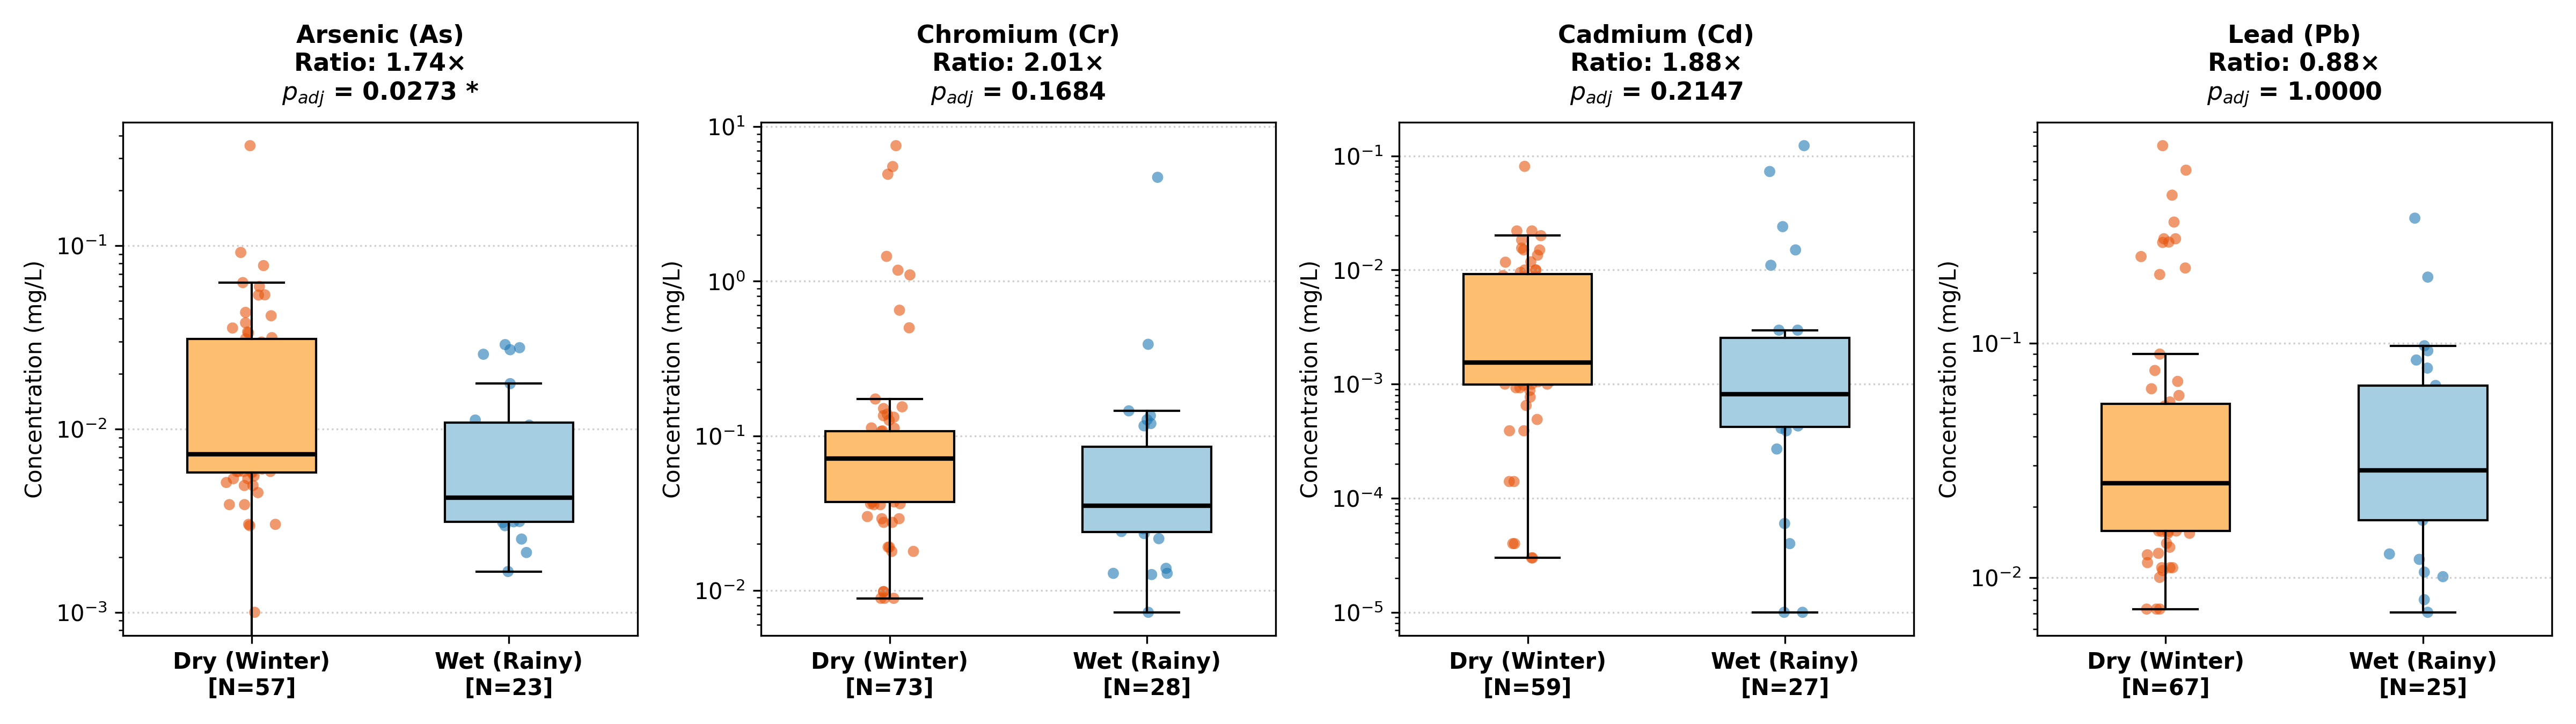 Arsenic (As)
Ratio: 1.74×
p_adj = 0.0273 *
Concentration (mg/L)
10⁻¹
10⁻²
10⁻³
Dry (Winter)
[N=57]
Wet (Rainy)
[N=23]
Chromium (Cr)
Ratio: 2.01×
p_adj = 0.1684
Concentration (mg/L)
10¹
10⁰
10⁻¹
10⁻²
Dry (Winter)
[N=73]
Wet (Rainy)
[N=28]
Cadmium (Cd)
Ratio: 1.88×
p_adj = 0.2147
Concentration (mg/L)
10⁻¹
10⁻²
10⁻³
10⁻⁴
10⁻⁵
Dry (Winter)
[N=59]
Wet (Rainy)
[N=27]
Lead (Pb)
Ratio: 0.88×
p_adj = 1.0000
Concentration (mg/L)
10⁻¹
10⁻²
Dry (Winter)
[N=67]
Wet (Rainy)
[N=25]